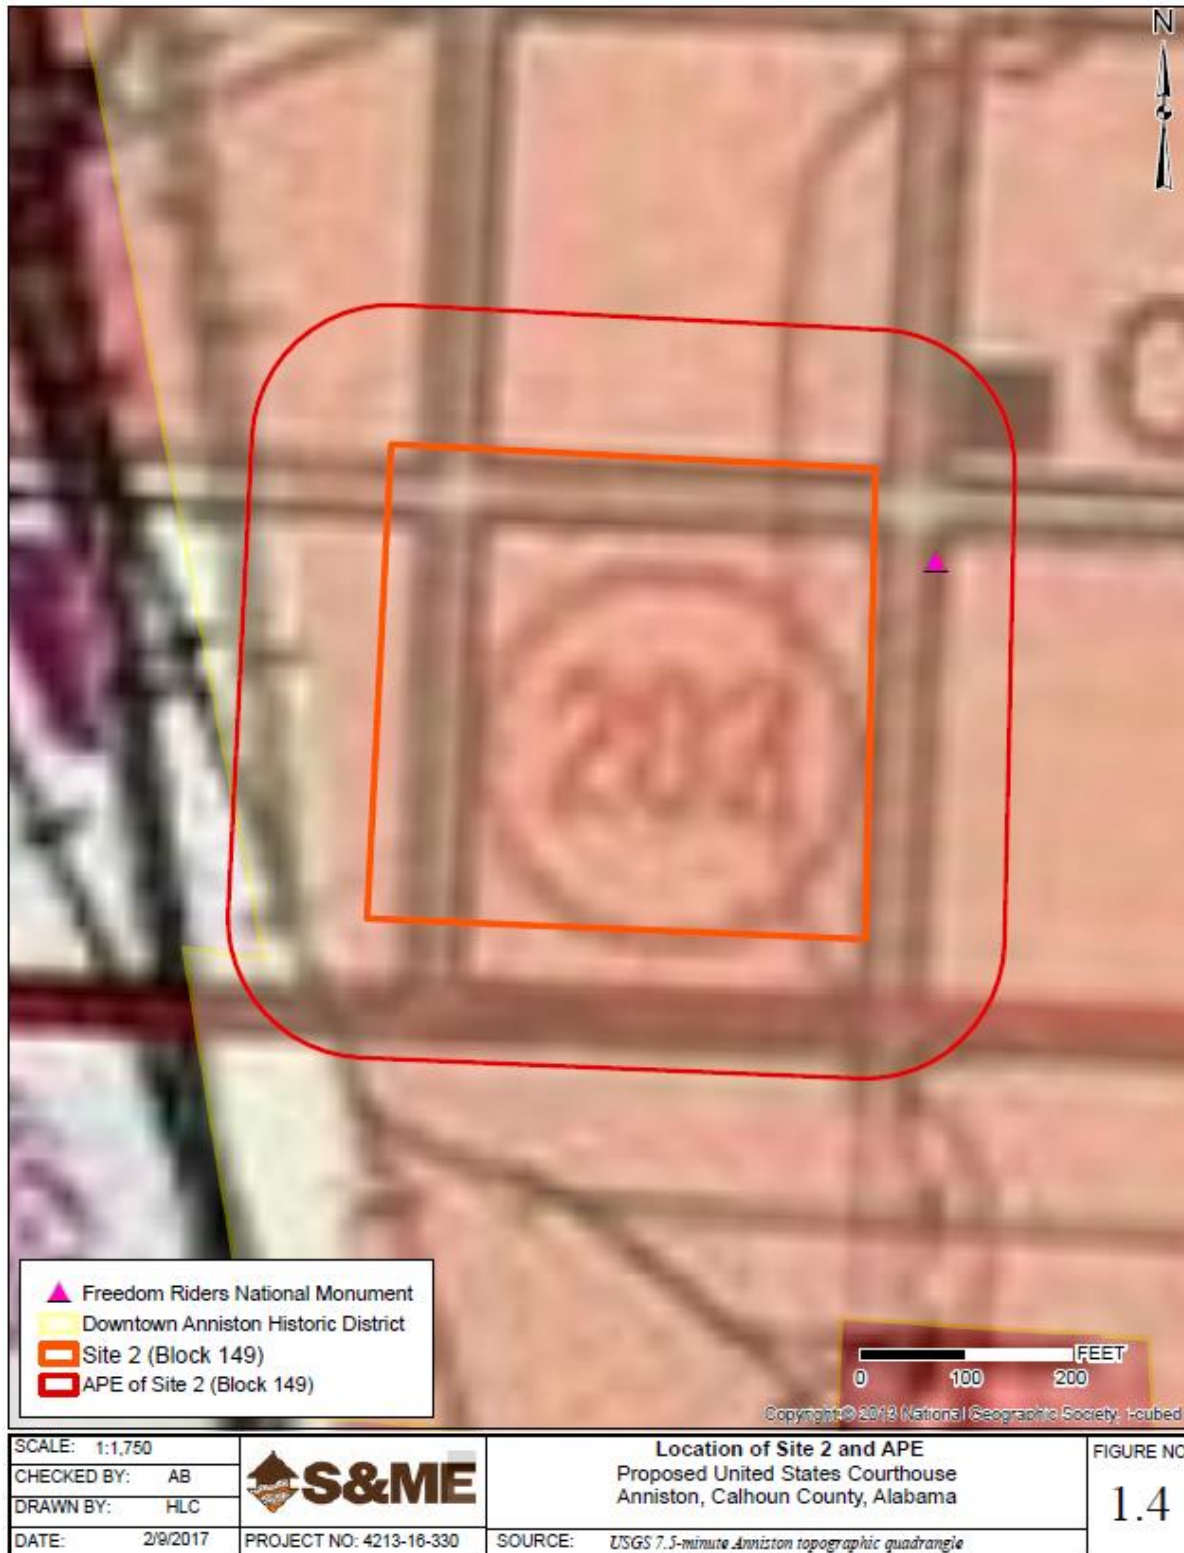 N
202
Freedom Riders National Monument
Downtown Anniston Historic District
Site 2 (Block 149)
APE of Site 2 (Block 149)
FEET
0 100 200
Copyright:© 2013 National Geographic Society, i-cubed
SCALE: 1:1,750
CHECKED BY: AB
DRAWN BY: HLC
DATE: 2/9/2017
S&ME
PROJECT NO: 4213-16-330
Location of Site 2 and APE
Proposed United States Courthouse
Anniston, Calhoun County, Alabama
SOURCE: USGS 7.5-minute Anniston topographic quadrangle
FIGURE NO
1.4